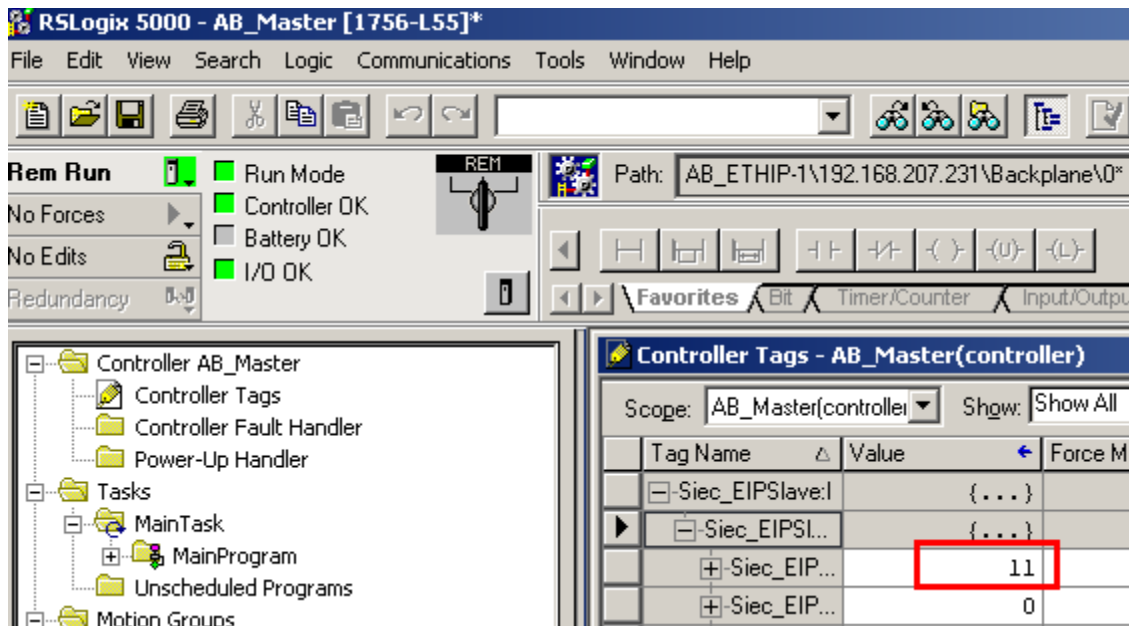 RSLogix 5000 - AB_Master [1756-L55]*
File Edit View Search Logic Communications Tools Window Help
Rem Run
No Forces
No Edits
Redundancy
Run Mode
Controller OK
Battery OK
I/O OK
REM
Path: AB_ETHIP-1\192.168.207.231\Backplane\0*
Favorites Bit Timer/Counter Input/Outpu
Controller AB_Master
Controller Tags
Controller Fault Handler
Power-Up Handler
Tasks
MainTask
MainProgram
Unscheduled Programs
Motion Groups
Controller Tags - AB_Master(controller)
Scope: AB_Master(controller Show: Show All
Tag Name Value Force M
Siec_EIPSlave:I {...}
Siec_EIPSl... {...}
Siec_EIP... 11
Siec_EIP... 0